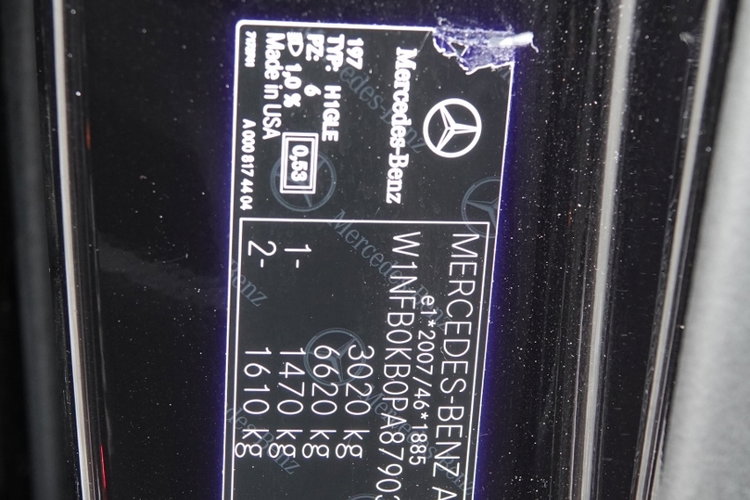 Mercedes-Benz
197
TYP: H1GLE
PZ: 6
D 1,0 % 0,53
Made in USA
A 000 817 44 04
MERCEDES-BENZ A
e1*2007/46*1885
W1NFB0KB0PA87903
3020 kg
6620 kg
1- 1470 kg
2- 1610 kg